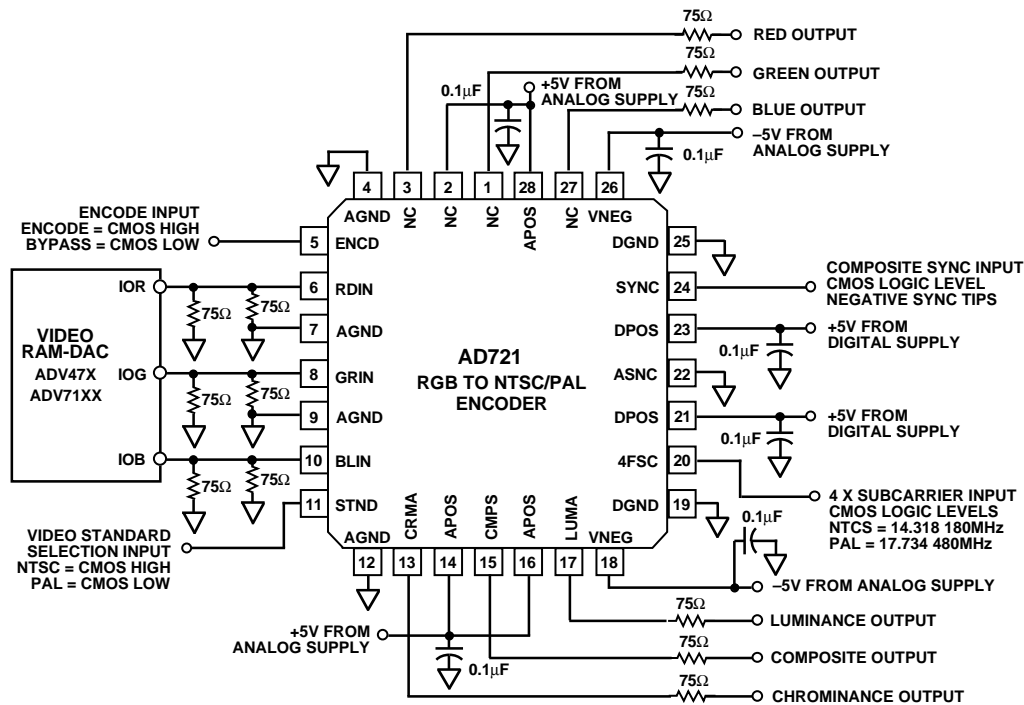 75Ω
RED OUTPUT
75Ω
GREEN OUTPUT
75Ω
BLUE OUTPUT
0.1µF
+5V FROM
ANALOG SUPPLY
–5V FROM
ANALOG SUPPLY
0.1µF
4
3
2
1
28
27
26
AGND
NC
NC
NC
APOS
NC
VNEG
ENCODE INPUT
ENCODE = CMOS HIGH
BYPASS = CMOS LOW
5
ENCD
DGND
25
IOR
6
RDIN
SYNC
24
COMPOSITE SYNC INPUT
CMOS LOGIC LEVEL
NEGATIVE SYNC TIPS
75Ω
75Ω
7
AGND
DPOS
23
+5V FROM
DIGITAL SUPPLY
0.1µF
VIDEO
RAM-DAC
ADV47X
ADV71XX
AD721
RGB TO NTSC/PAL
ENCODER
IOG
8
GRIN
ASNC
22
75Ω
75Ω
9
AGND
DPOS
21
+5V FROM
DIGITAL SUPPLY
0.1µF
IOB
10
BLIN
4FSC
20
75Ω
75Ω
11
STND
DGND
19
4 X SUBCARRIER INPUT
CMOS LOGIC LEVELS
NTCS = 14.318 180MHz
PAL = 17.734 480MHz
VIDEO STANDARD
SELECTION INPUT
NTSC = CMOS HIGH
PAL = CMOS LOW
AGND
CRMA
APOS
CMPS
APOS
LUMA
VNEG
12
13
14
15
16
17
18
0.1µF
–5V FROM ANALOG SUPPLY
75Ω
LUMINANCE OUTPUT
+5V FROM
ANALOG SUPPLY
0.1µF
75Ω
COMPOSITE OUTPUT
75Ω
CHROMINANCE OUTPUT